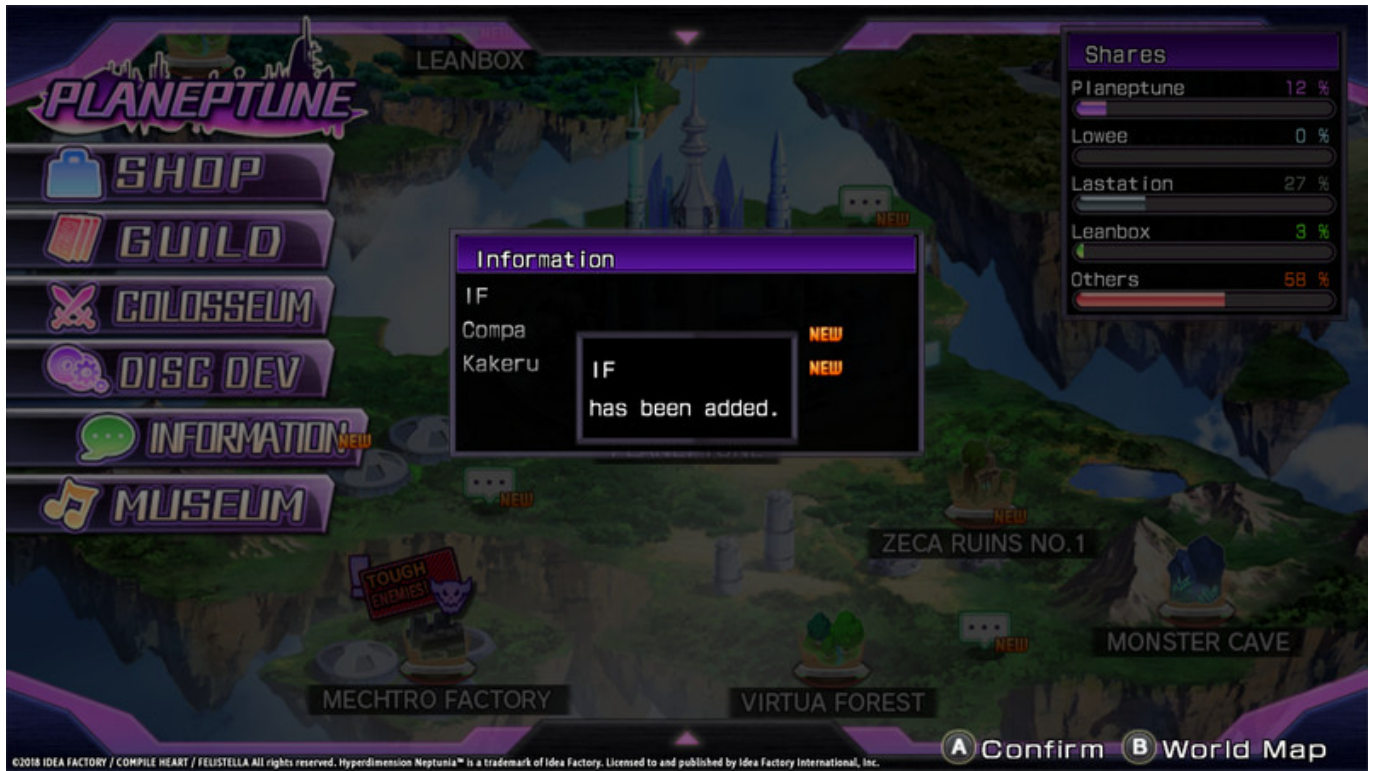 LEANBOX
PLANEPTUNE
SHOP
GUILD
COLOSSEUM
DISC DEV
INFORMATION NEW
MUSEUM
Shares
Planeptune 12 %
Lowee 0 %
Lastation 27 %
Leanbox 3 %
Others 58 %
NEW
Information
IF
Compa NEW
Kakeru NEW
IF
has been added.
PLANEPTUNE
NEW
NEW
ZECA RUINS NO.1
TOUGH
ENEMIES!
NEW
MONSTER CAVE
MECHTRO FACTORY
VIRTUA FOREST
A Confirm B World Map
©2018 IDEA FACTORY / COMPILE HEART / FELISTELLA All rights reserved. Hyperdimension Neptunia™ is a trademark of Idea Factory. Licensed to and published by Idea Factory International, Inc.